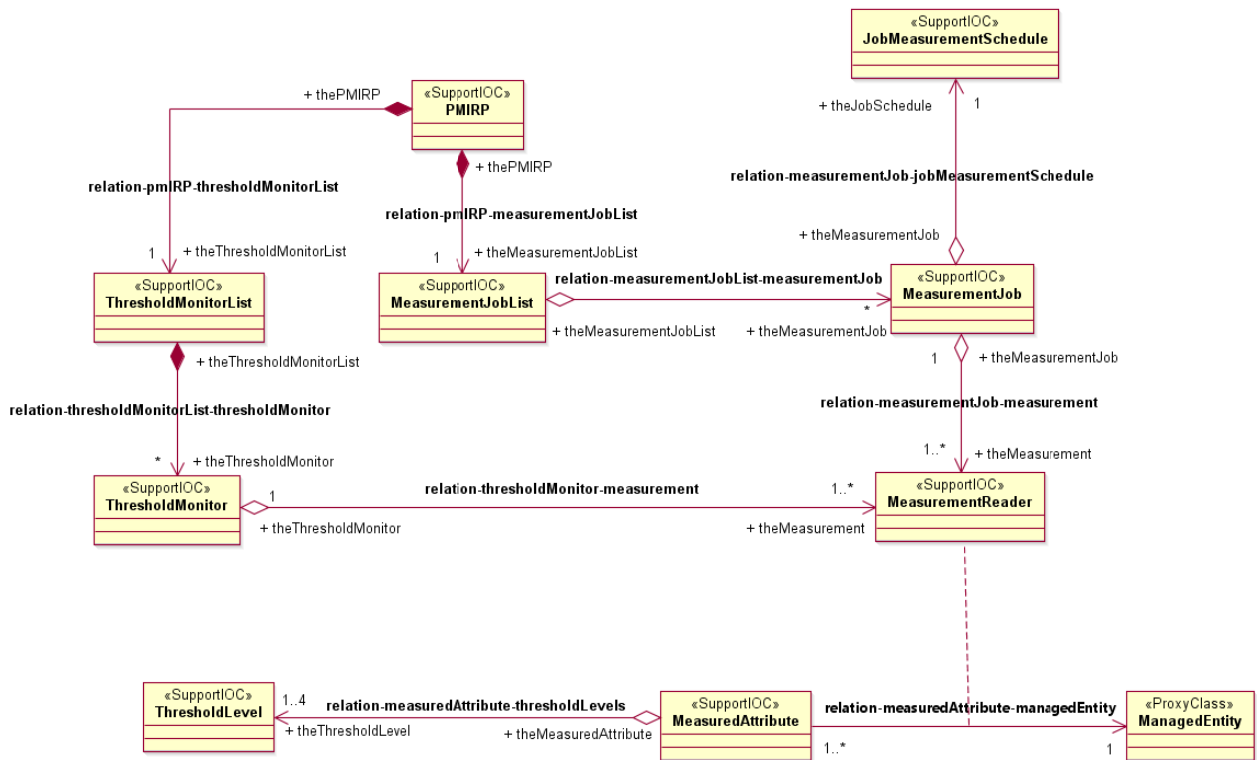 «SupportIOC»
JobMeasurementSchedule
+ theJobSchedule
1
«SupportIOC»
PMIRP
+ thePMIRP
+ thePMIRP
relation-pmIRP-thresholdMonitorList
relation-pmIRP-measurementJobList
relation-measurementJob-jobMeasurementSchedule
+ theMeasurementJob
1
+ theThresholdMonitorList
1
+ theMeasurementJobList
«SupportIOC»
ThresholdMonitorList
«SupportIOC»
MeasurementJobList
relation-measurementJobList-measurementJob
+ theMeasurementJobList
*
+ theMeasurementJob
«SupportIOC»
MeasurementJob
+ theThresholdMonitorList
1
+ theMeasurementJob
relation-thresholdMonitorList-thresholdMonitor
relation-measurementJob-measurement
*
+ theThresholdMonitor
1..*
+ theMeasurement
«SupportIOC»
ThresholdMonitor
1
+ theThresholdMonitor
relation-thresholdMonitor-measurement
1..*
+ theMeasurement
«SupportIOC»
MeasurementReader
«SupportIOC»
ThresholdLevel
1..4
+ theThresholdLevel
relation-measuredAttribute-thresholdLevels
+ theMeasuredAttribute
«SupportIOC»
MeasuredAttribute
relation-measuredAttribute-managedEntity
1..*
1
«ProxyClass»
ManagedEntity